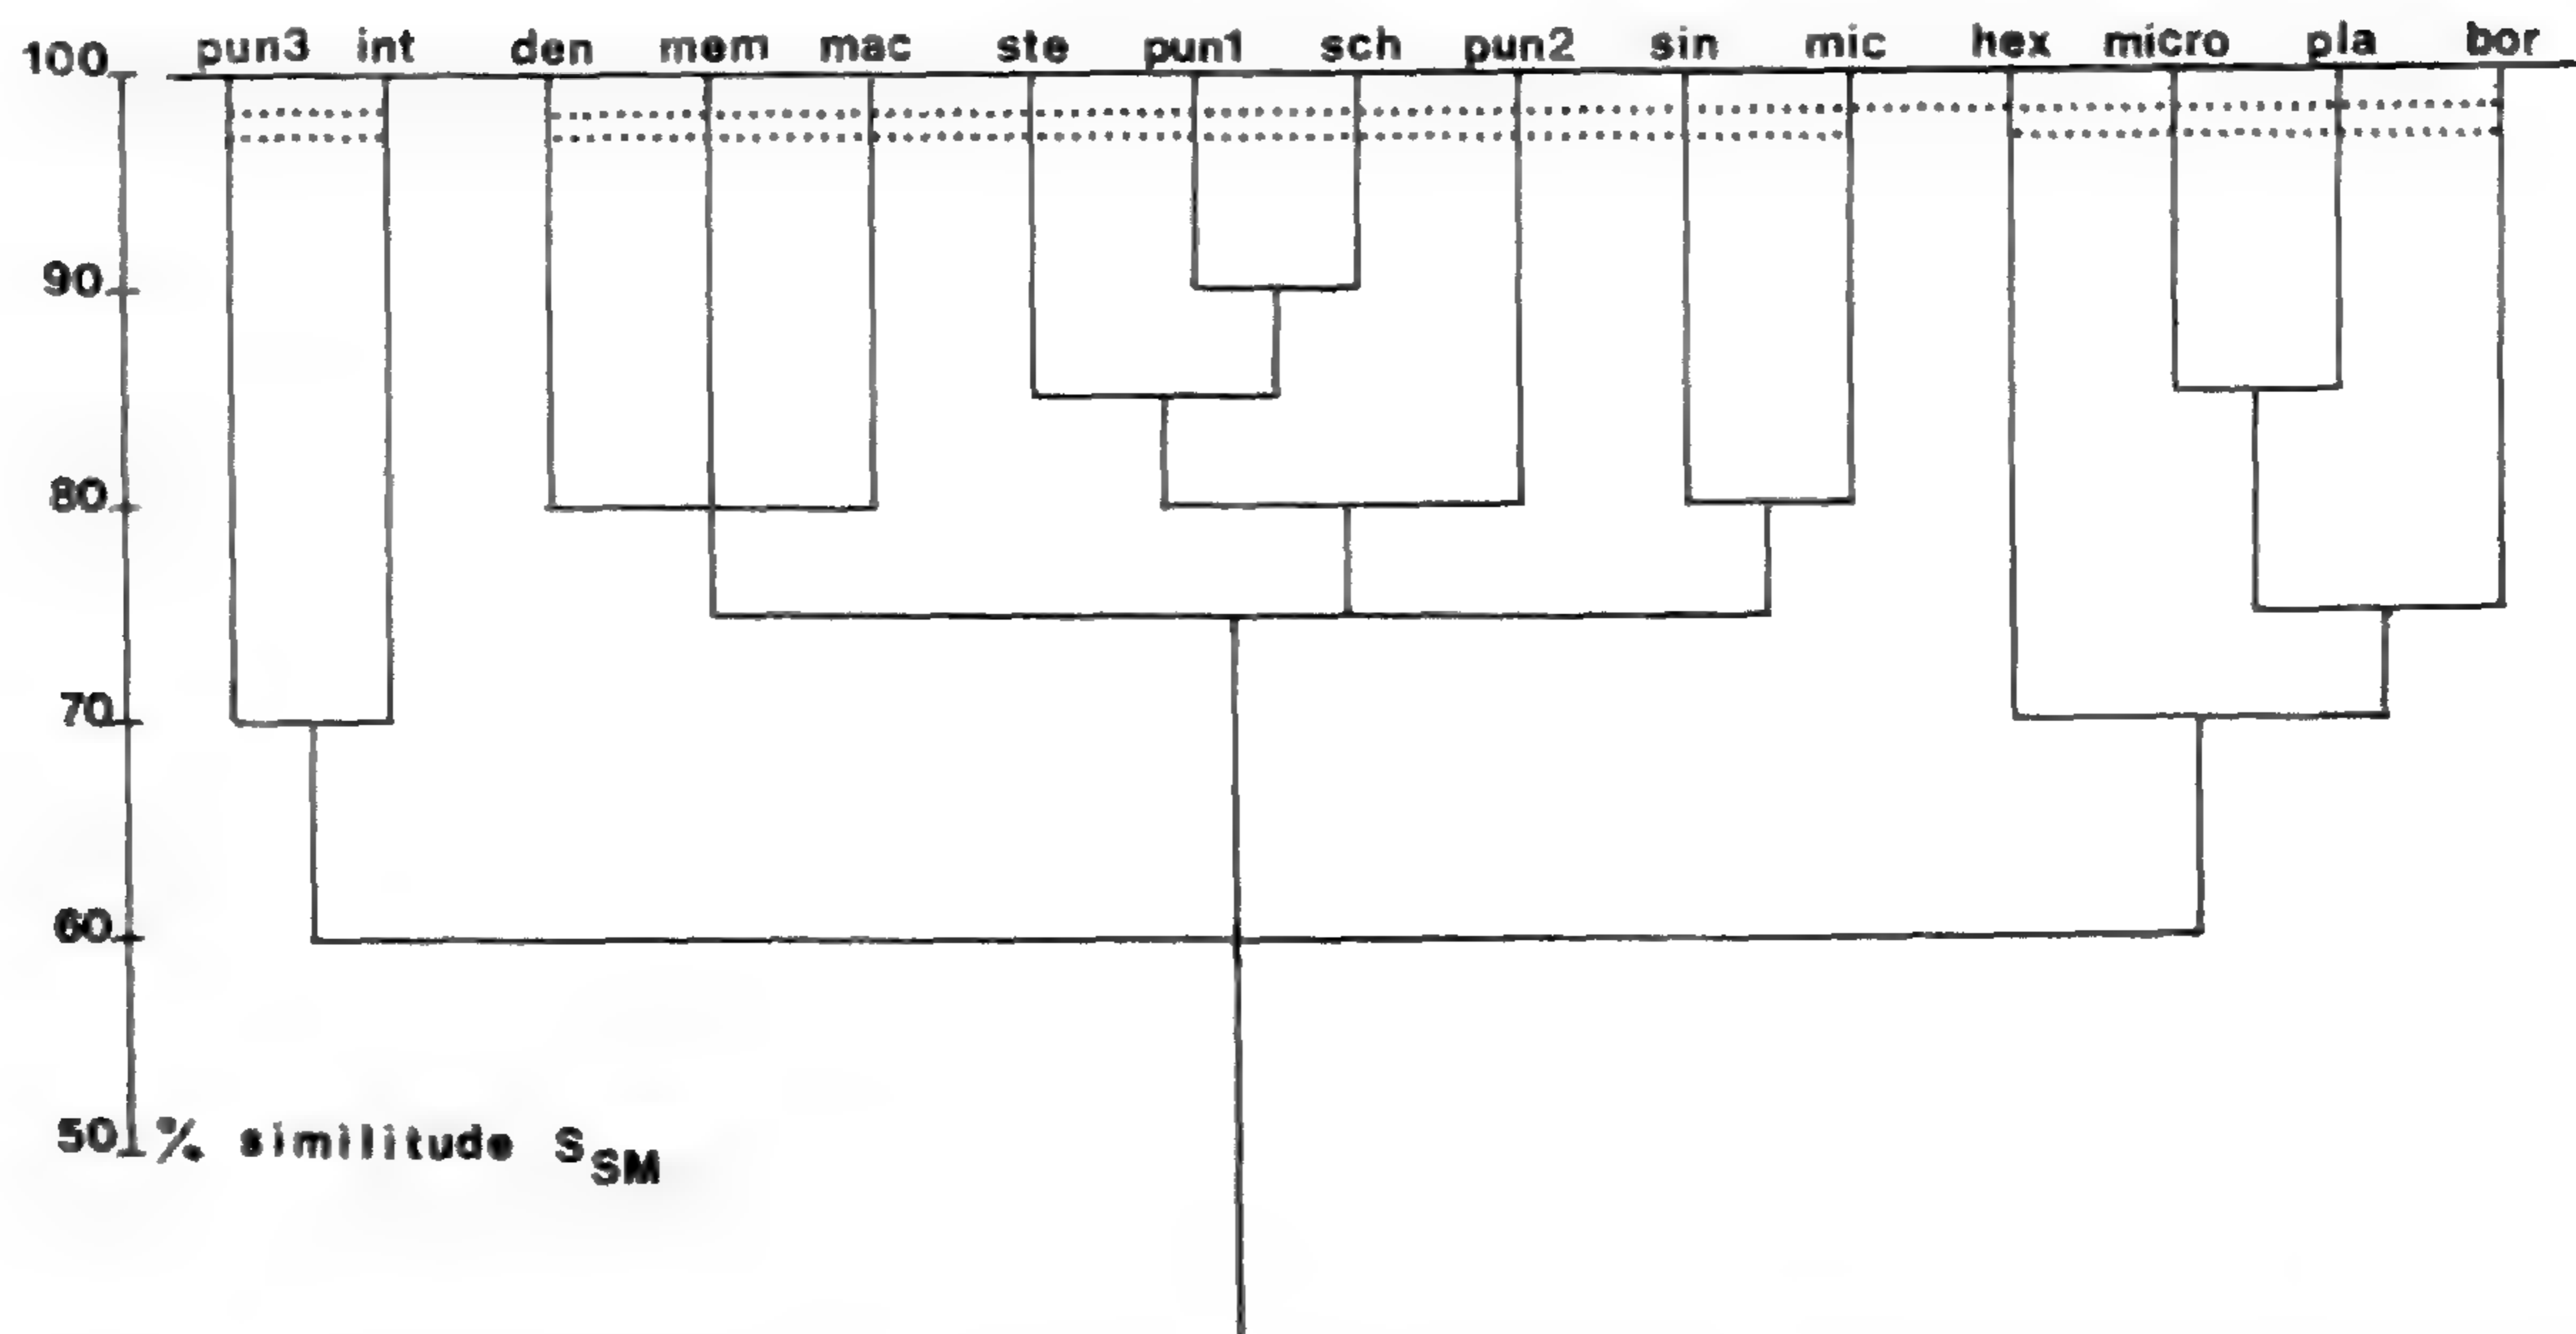 100 pun3 int den mem mac ste pun1 sch pun2 sin mic hex micro pla bor
90
80
70
60
50 % similitude SSM